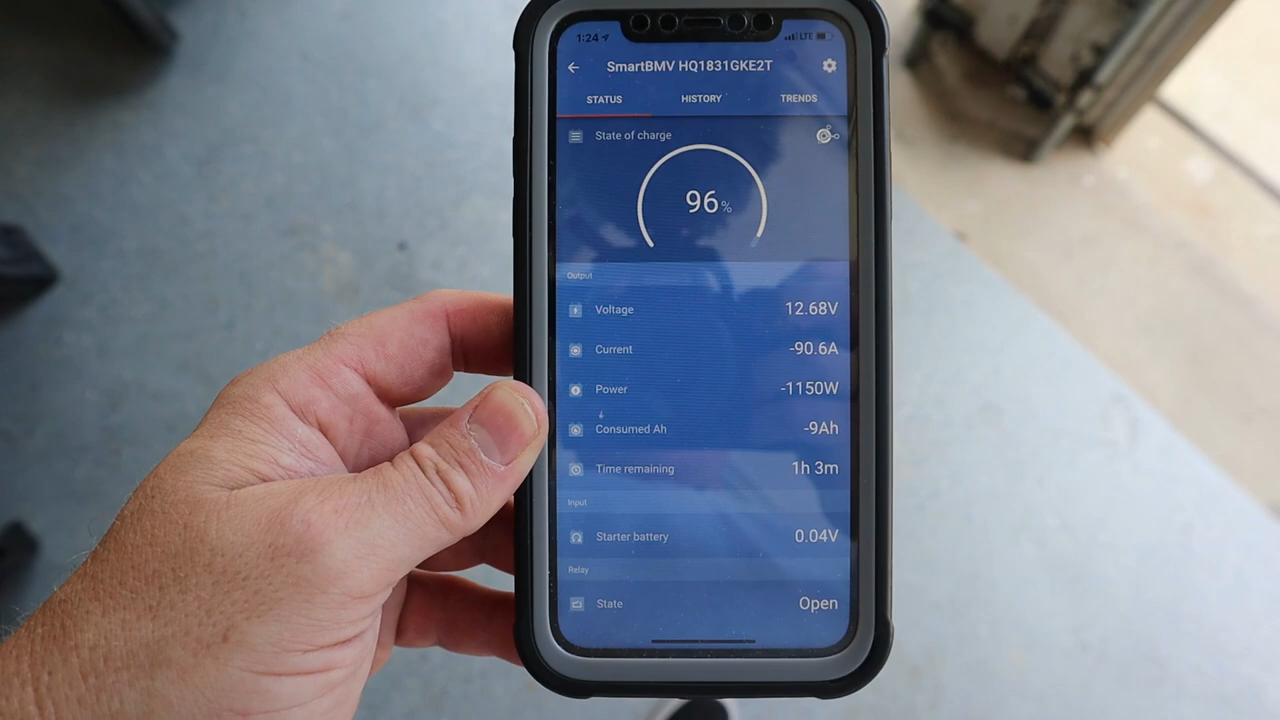 1:24 LTE
SmartBMV HQ1831GKE2T
STATUS HISTORY TRENDS
State of charge
96%
Output
Voltage 12.68V
Current -90.6A
Power -1150W
Consumed Ah -9Ah
Time remaining 1h 3m
Input
Starter battery 0.04V
Relay
State Open